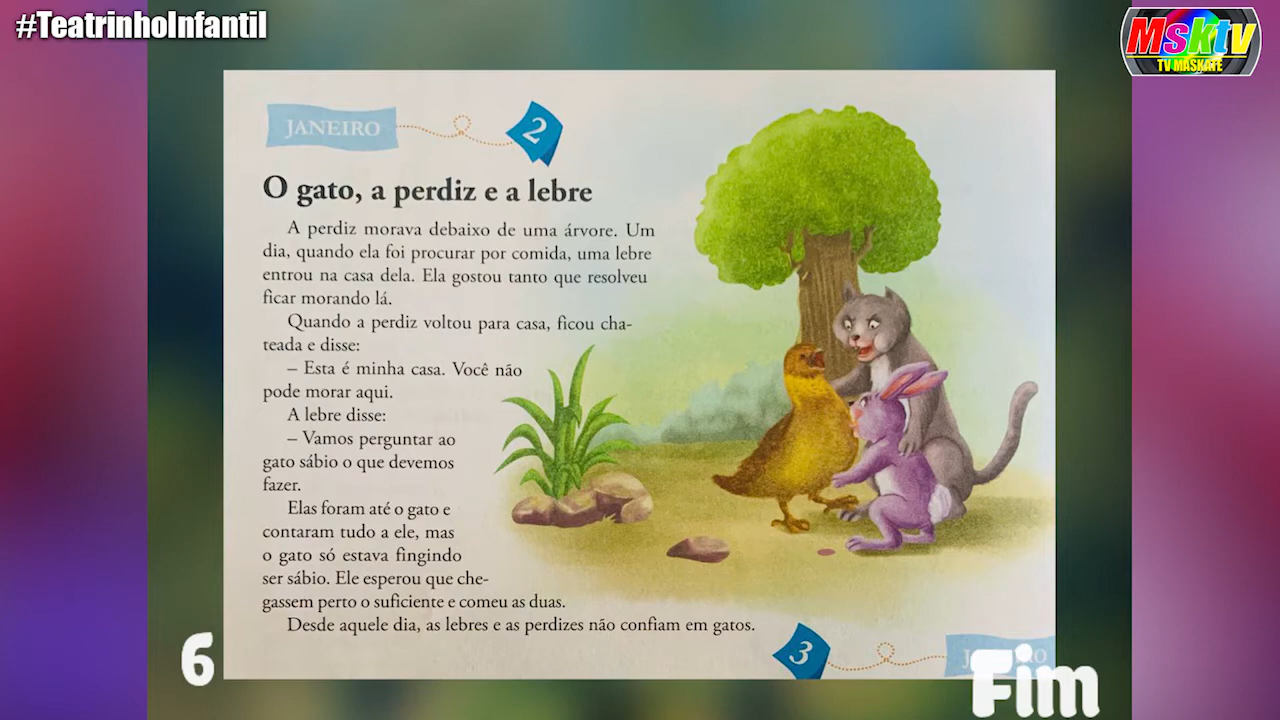 #TeatrinhoInfantil
MsKtv
TV MASKATE
JANEIRO
2
O gato, a perdiz e a lebre
A perdiz morava debaixo de uma árvore. Um
dia, quando ela foi procurar por comida, uma lebre
entrou na casa dela. Ela gostou tanto que resolveu
ficar morando lá.
Quando a perdiz voltou para casa, ficou cha-
teada e disse:
– Esta é minha casa. Você não
pode morar aqui.
A lebre disse:
– Vamos perguntar ao
gato sábio o que devemos
fazer.
Elas foram até o gato e
contaram tudo a ele, mas
o gato só estava fingindo
ser sábio. Ele esperou que che-
gassem perto o suficiente e comeu as duas.
Desde aquele dia, as lebres e as perdizes não confiam em gatos.
3
6
Fim